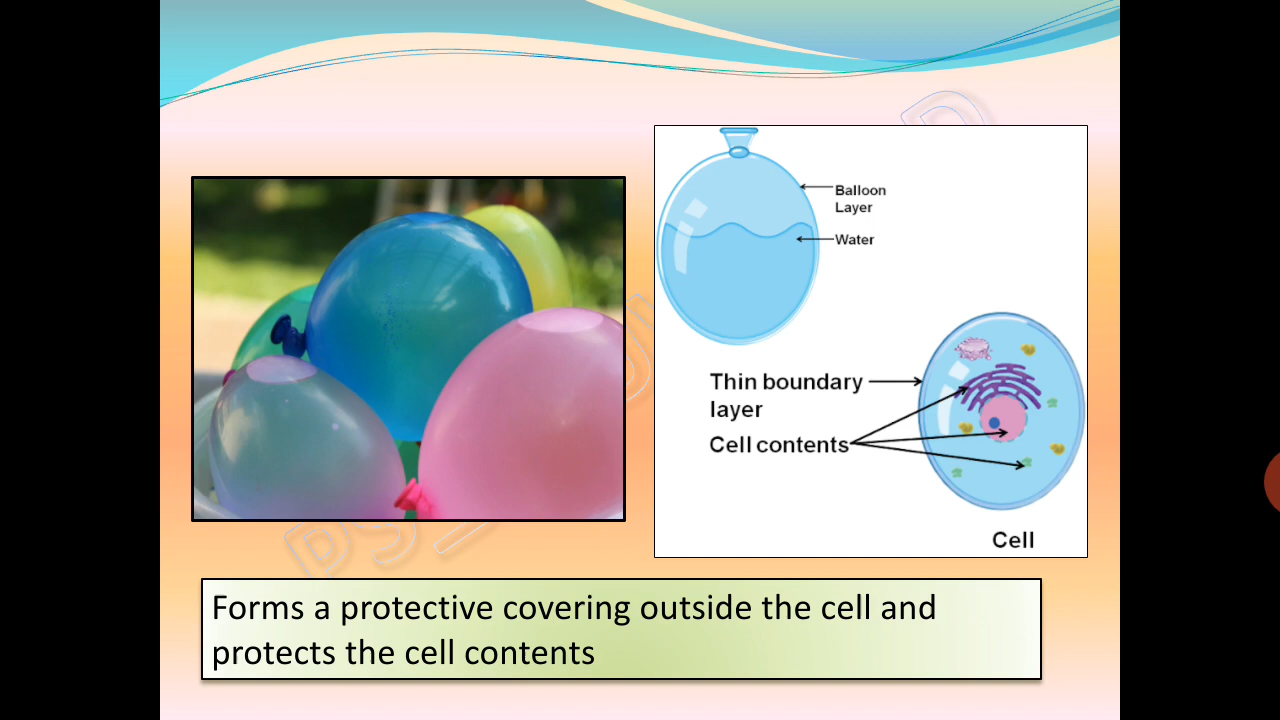 Balloon
Layer
Water
Thin boundary
layer
Cell contents
Cell
Forms a protective covering outside the cell and
protects the cell contents